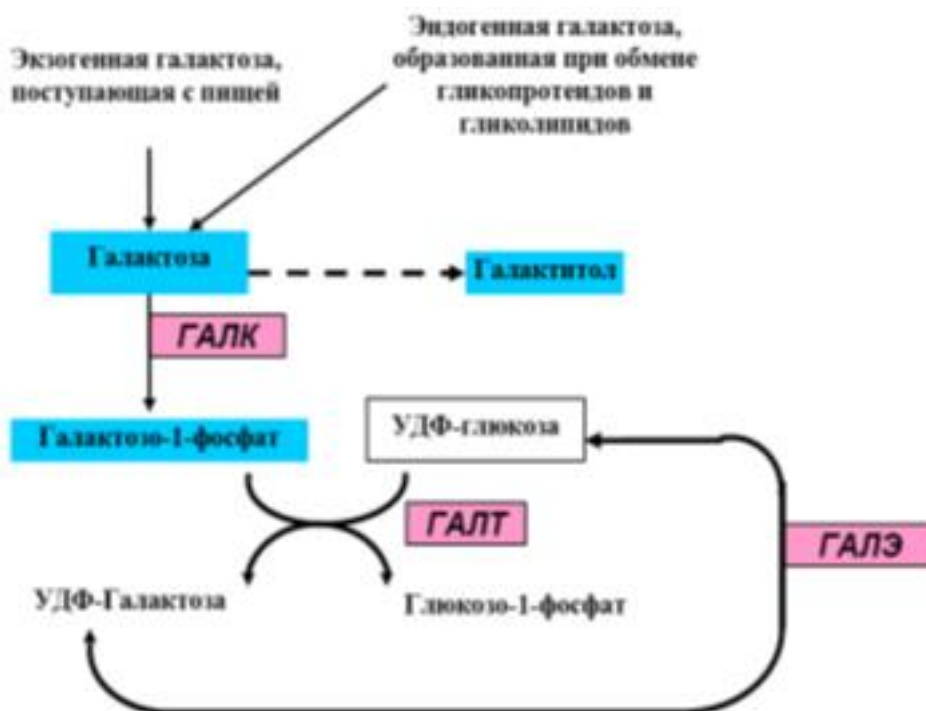 Экзогенная галактоза,
поступающая с пищей
Эндогенная галактоза,
образованная при обмене
гликопротеидов и
гликолипидов
Галактоза
Галактитол
ГАЛК
Галактозо-1-фосфат
УДФ-глюкоза
ГАЛТ
ГАЛЭ
УДФ-Галактоза
Глюкозо-1-фосфат